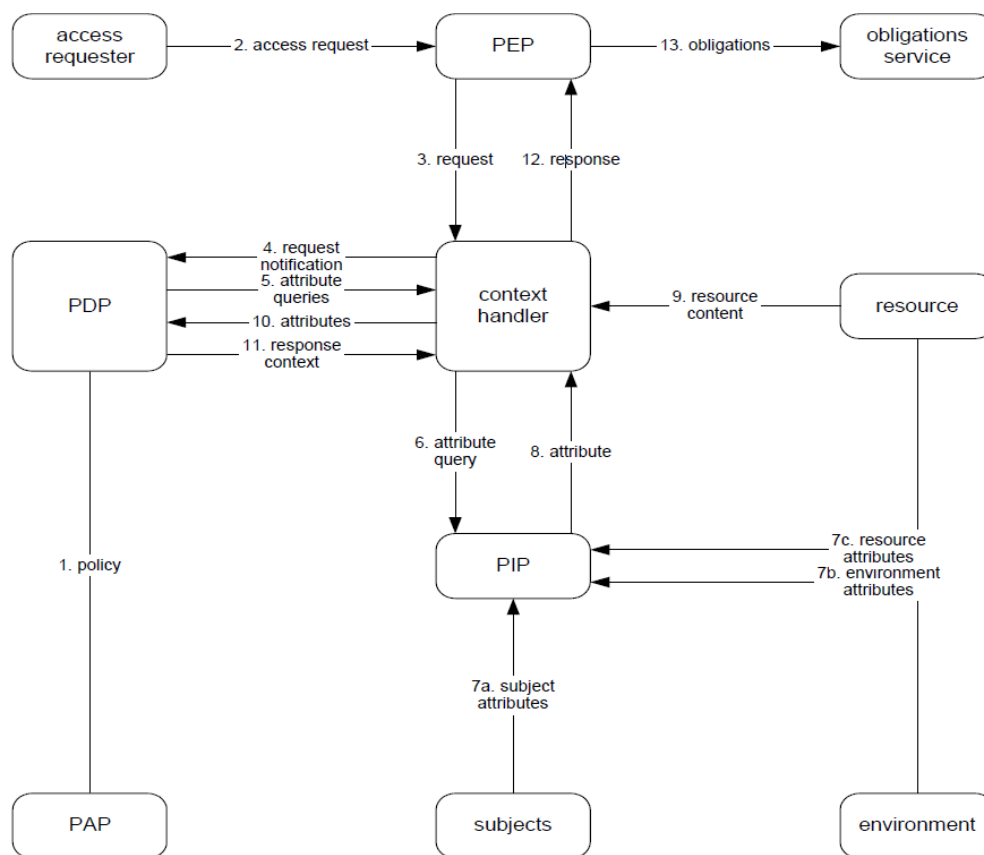 access
requester
2. access request
PEP
13. obligations
obligations
service
3. request
12. response
4. request
notification
5. attribute
queries
PDP
context
handler
9. resource
content
resource
10. attributes
11. response
context
6. attribute
query
8. attribute
1. policy
PIP
7c. resource
attributes
7b. environment
attributes
7a. subject
attributes
PAP
subjects
environment